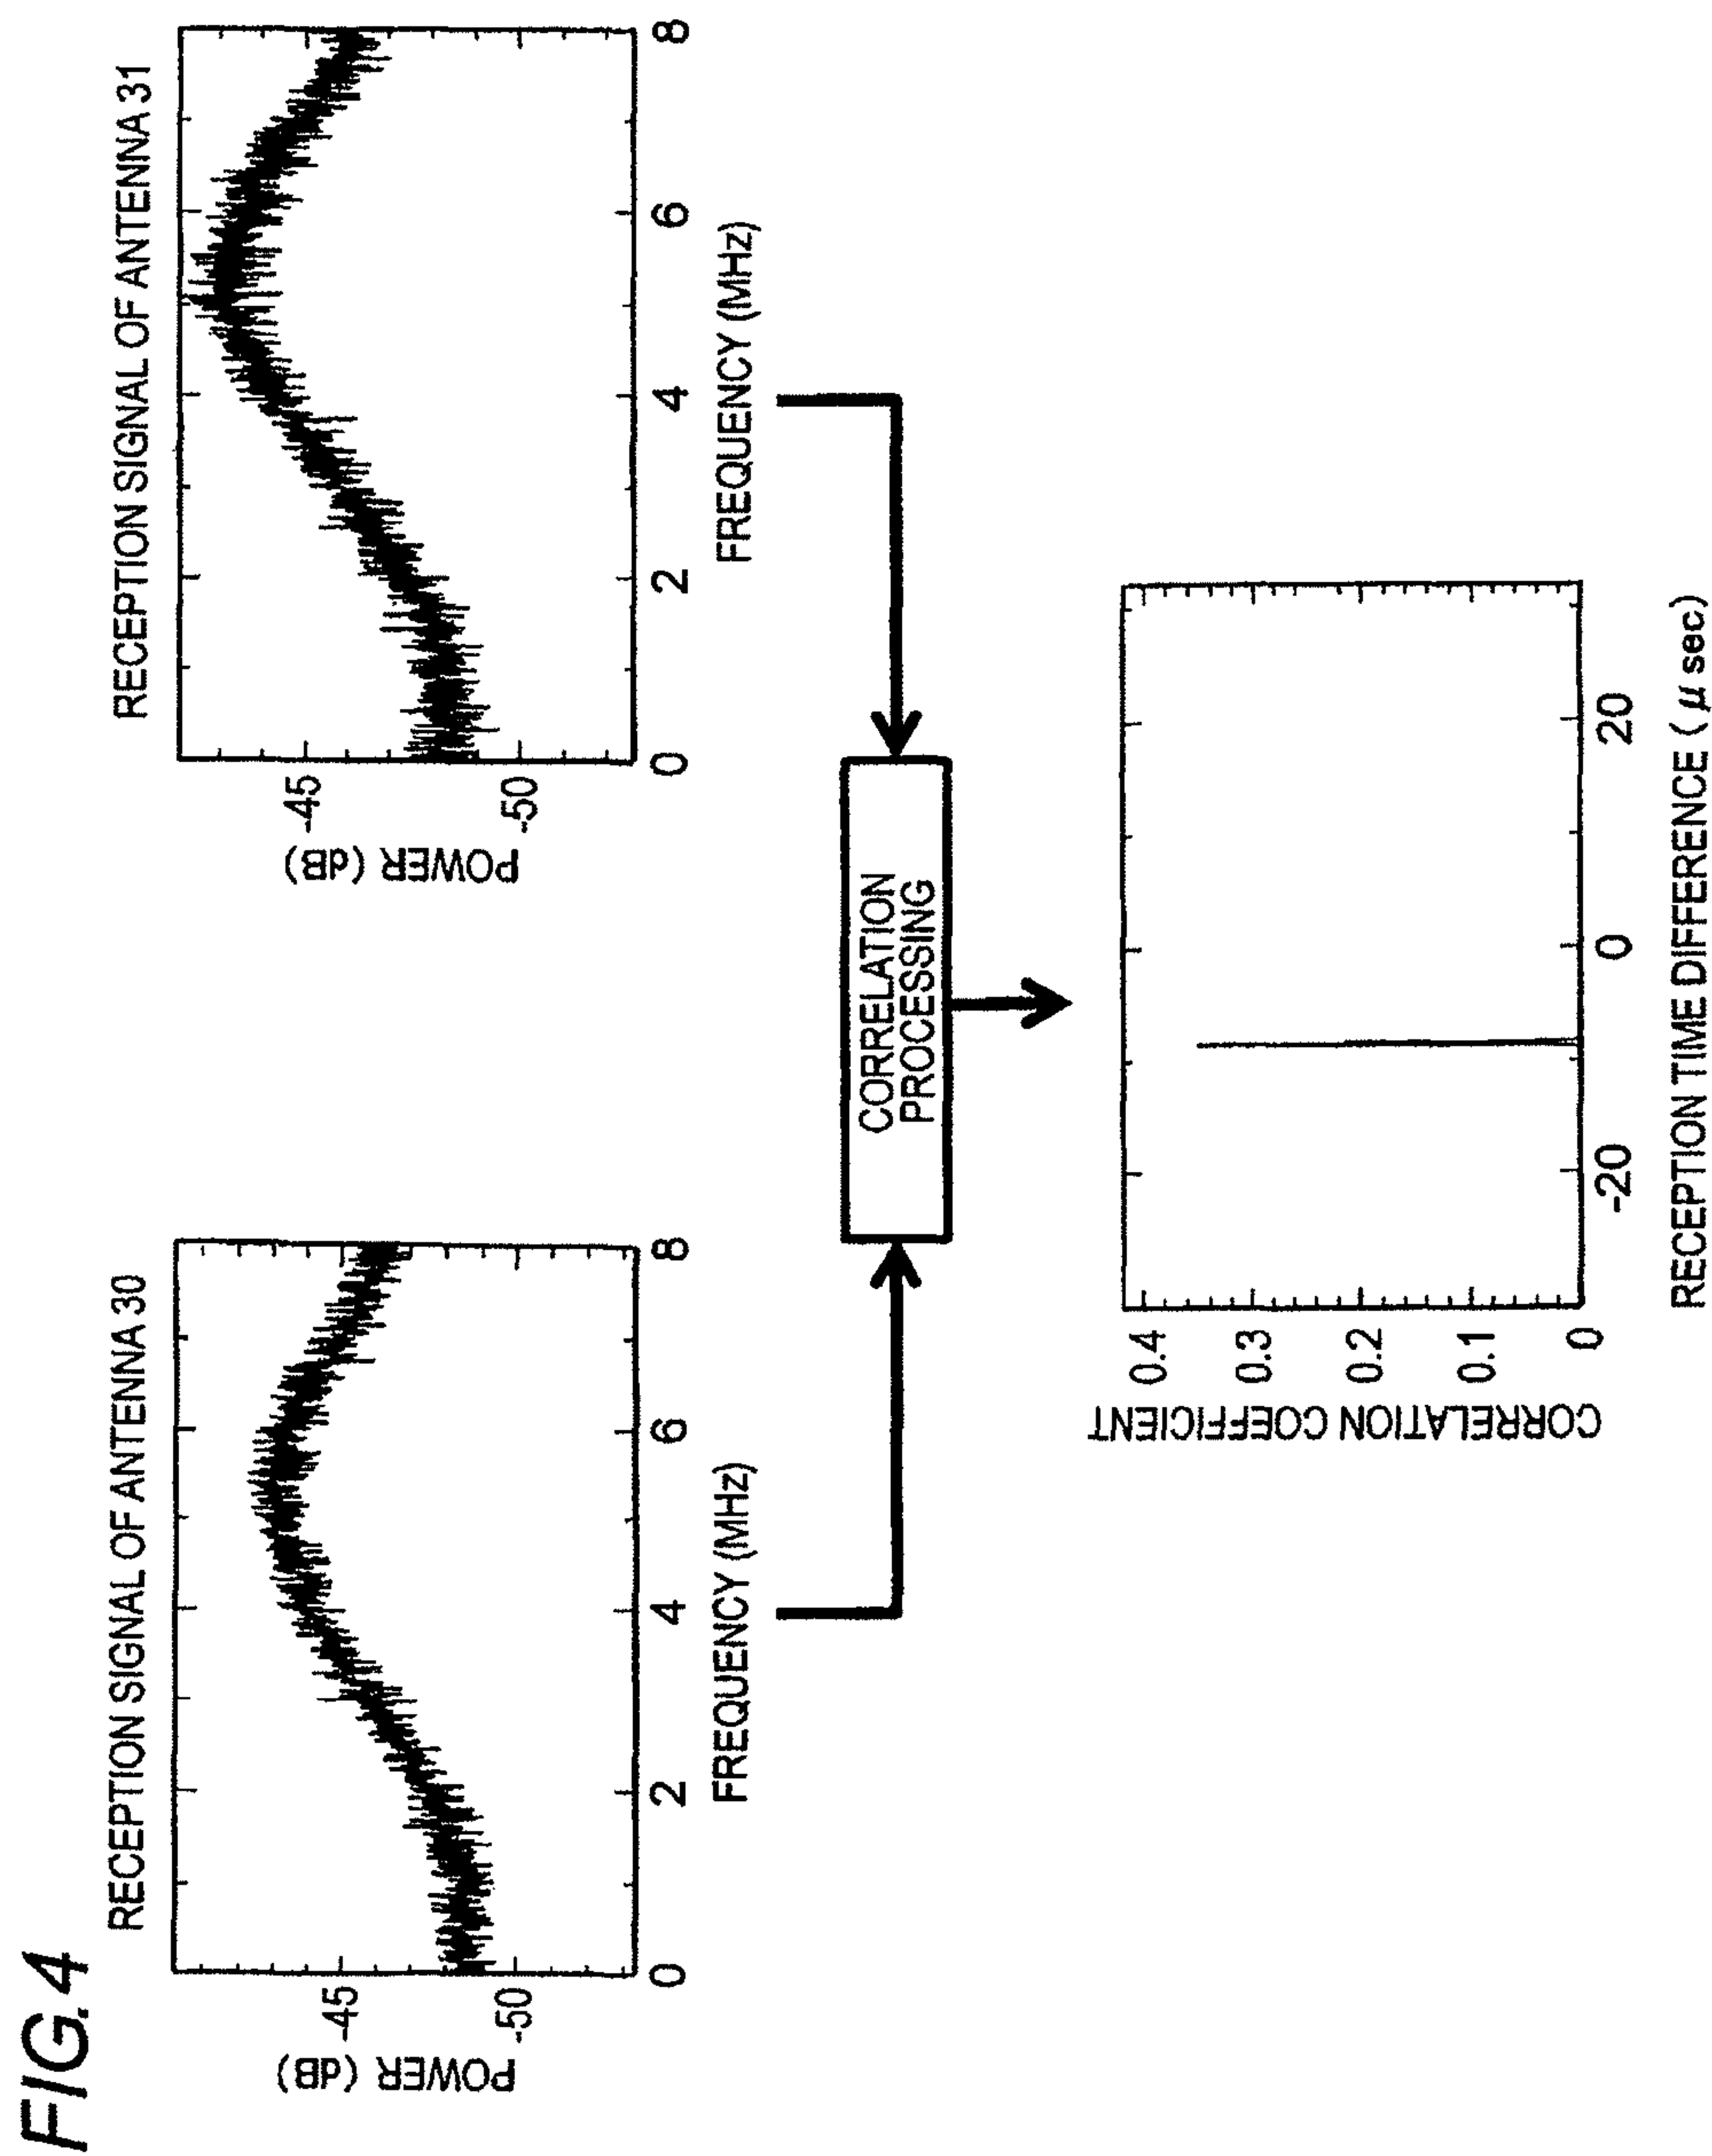 FIG.4
RECEPTION SIGNAL OF ANTENNA 30
POWER (dB)
-45
-50
0 2 4 6 8
FREQUENCY (MHz)
RECEPTION SIGNAL OF ANTENNA 31
POWER (dB)
-45
-50
0 2 4 6 8
FREQUENCY (MHz)
CORRELATION
PROCESSING
CORRELATION COEFFICIENT
0.4
0.3
0.2
0.1
0
-20 0 20
RECEPTION TIME DIFFERENCE (μ sec)